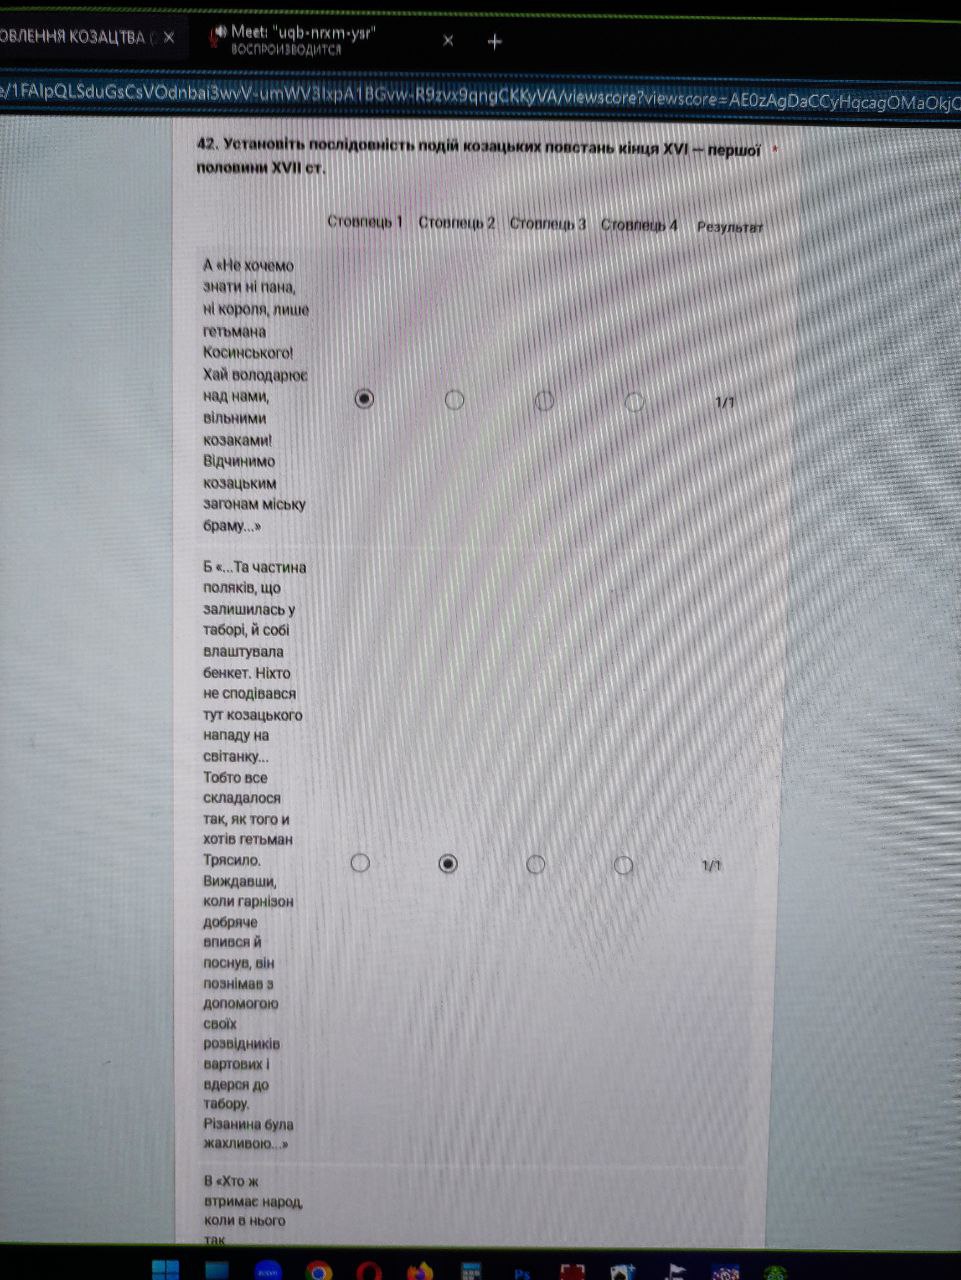 ОВЛЕННЯ КОЗАЦТВА
Meet: "uqb-nrxm-ysr"
ВОСПРОИЗВОДИТСЯ
e/1FAIpQLSduGsCsVOdnbai3wvV-umWV3IxpA1BGvw-R9zvx9qngCKKyVA/viewscore?viewscore=AE0zAgDaCCyHqcagOMaOkjC
42. Установіть послідовність подій козацьких повстань кінця XVI — першої *
половини XVII ст.
Стовпець 1 Стовпець 2 Стовпець 3 Стовпець 4 Результат
А «Не хочемо
знати ні пана,
ні короля, лише
гетьмана
Косинського!
Хай володарює
над нами,
вільними
козаками!
Відчинимо
козацьким
загонам міську
браму...»
1/1
Б «...Та частина
поляків, що
залишилась у
таборі, й собі
влаштувала
бенкет. Ніхто
не сподівався
тут козацького
нападу на
світанку...
Тобто все
складалося
так, як того и
хотів гетьман
Трясило.
Виждавши,
коли гарнізон
добряче
впився й
поснув, він
познімав з
допомогою
своїх
розвідників
вартових і
вдерся до
табору.
Різанина була
жахливою...»
1/1
В «Хто ж
втримає народ,
коли в нього
так
zoom
Ps